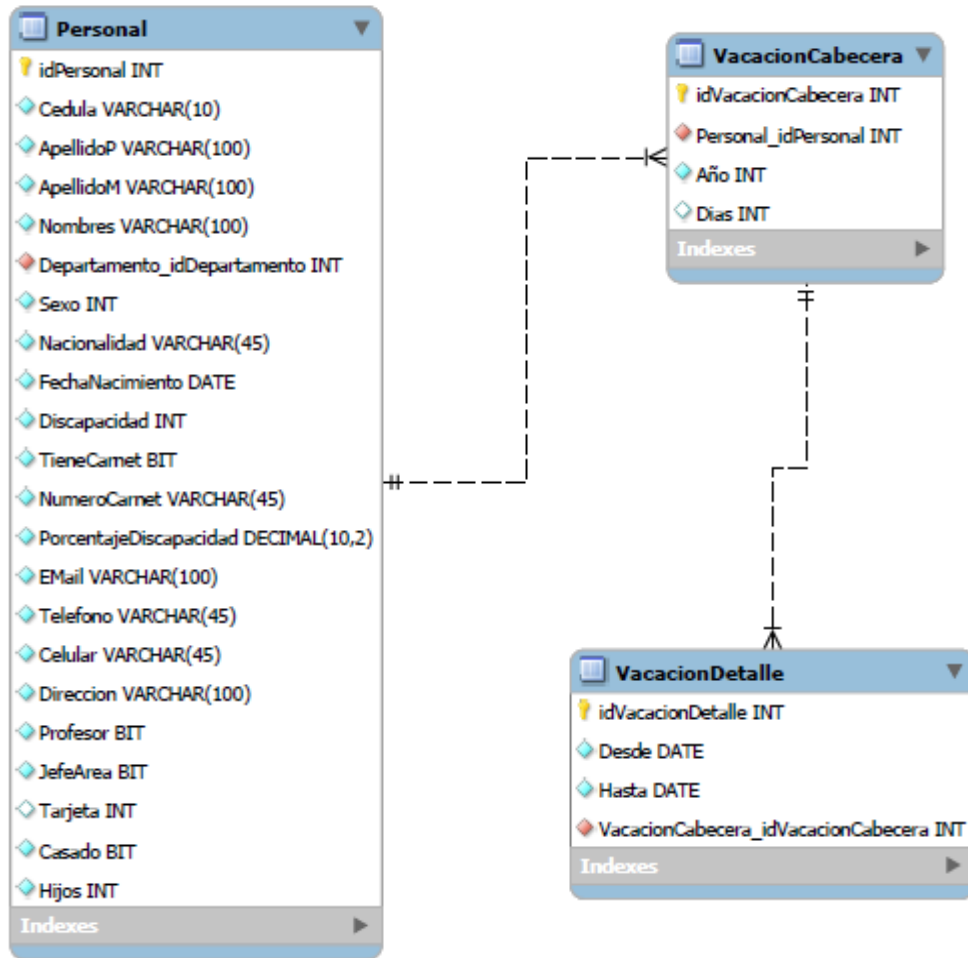 Personal
idPersonal INT
Cedula VARCHAR(10)
ApellidoP VARCHAR(100)
ApellidoM VARCHAR(100)
Nombres VARCHAR(100)
Departamento_idDepartamento INT
Sexo INT
Nacionalidad VARCHAR(45)
FechaNacimiento DATE
Discapacidad INT
TieneCarnet BIT
NumeroCarnet VARCHAR(45)
PorcentajeDiscapacidad DECIMAL(10,2)
EMail VARCHAR(100)
Telefono VARCHAR(45)
Celular VARCHAR(45)
Direccion VARCHAR(100)
Profesor BIT
JefeArea BIT
Tarjeta INT
Casado BIT
Hijos INT
Indexes
VacacionCabecera
idVacacionCabecera INT
Personal_idPersonal INT
Año INT
Dias INT
Indexes
VacacionDetalle
idVacacionDetalle INT
Desde DATE
Hasta DATE
VacacionCabecera_idVacacionCabecera INT
Indexes